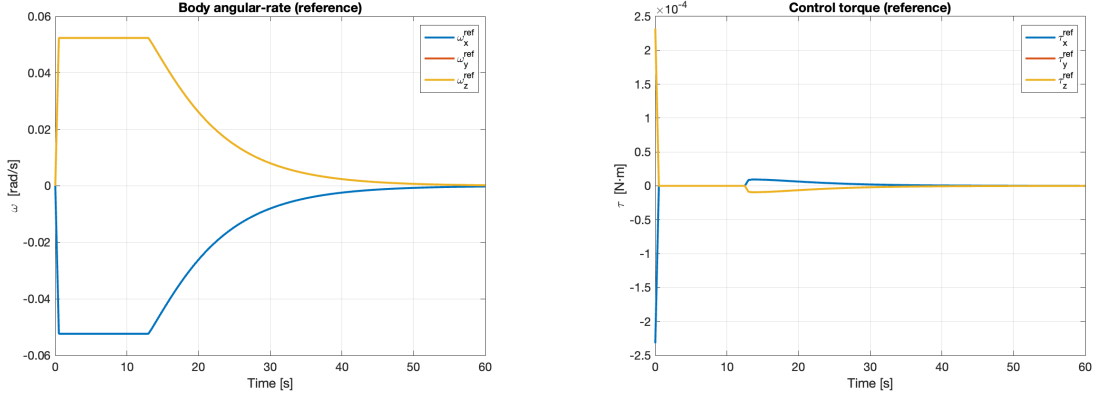 Body angular-rate (reference)
0.06
0.04
0.02
0
-0.02
-0.04
-0.06
ω [rad/s]
0 10 20 30 40 50 60
Time [s]
ω_x^ref
ω_y^ref
ω_z^ref
Control torque (reference)
×10^-4
2.5
2
1.5
1
0.5
0
-0.5
-1
-1.5
-2
-2.5
τ [N·m]
0 10 20 30 40 50 60
Time [s]
τ_x^ref
τ_y^ref
τ_z^ref